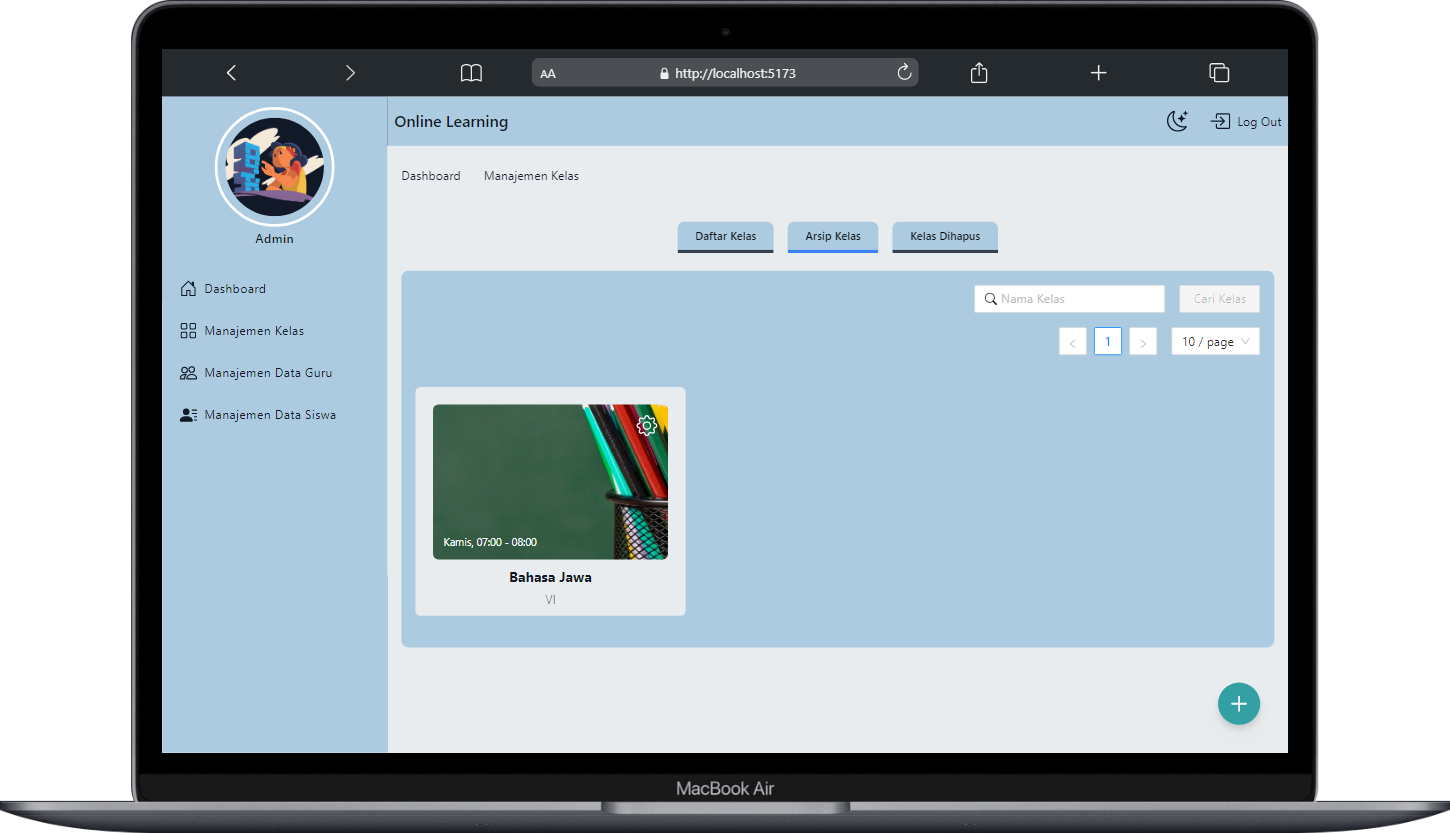 AA
http://localhost:5173
Online Learning
Log Out
Admin
Dashboard
Manajemen Kelas
Manajemen Data Guru
Manajemen Data Siswa
Dashboard
Manajemen Kelas
Daftar Kelas
Arsip Kelas
Kelas Dihapus
Nama Kelas
Cari Kelas
1
10 / page
Kamis, 07:00 - 08:00
Bahasa Jawa
VI
MacBook Air